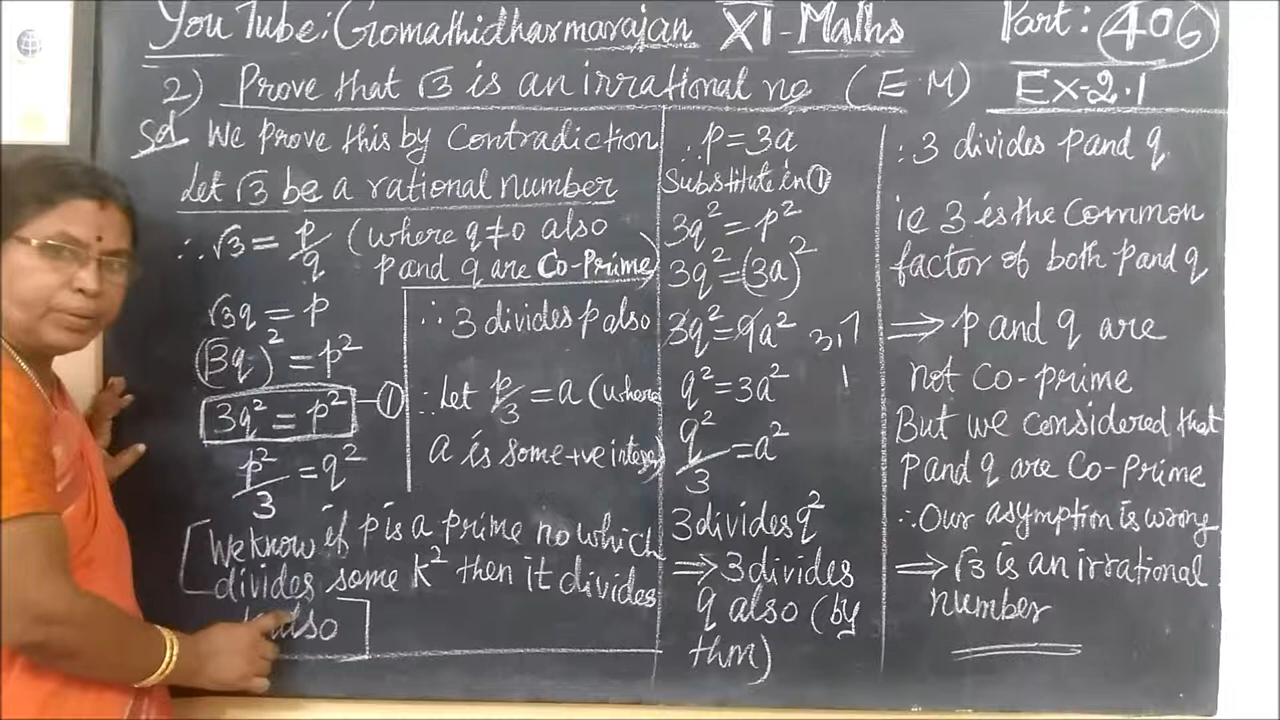 YouTube: Gomathidharmarajan XI-Maths Part: 406
2) Prove that √3 is an irrational no (E.M) Ex-2.1
Sol We prove this by Contradiction
Let √3 be a rational number
∴ √3 = p/q (where q≠0 also
p and q are Co-Prime)
√3q = p
(√3q)² = p²
3q² = p² —①
p²/3 = q²
∴ 3 divides p also
∴ Let p/3 = a (where
a is some +ve integer)
[We know if p is a prime no which
divides some k² then it divides
also]
∴ p = 3a
Substitute in ①
3q² = p²
3q² = (3a)²
3q² = 9a² 3,1
1
q² = 3a²
q²/3 = a²
3 divides q²
⇒ 3 divides
q also (by
thm)
∴ 3 divides p and q
ie 3 is the Common
factor of both p and q
⇒ p and q are
not Co-prime
But we considered that
p and q are Co-Prime
∴ Our asymption is wrong
⇒ √3 is an irrational
number